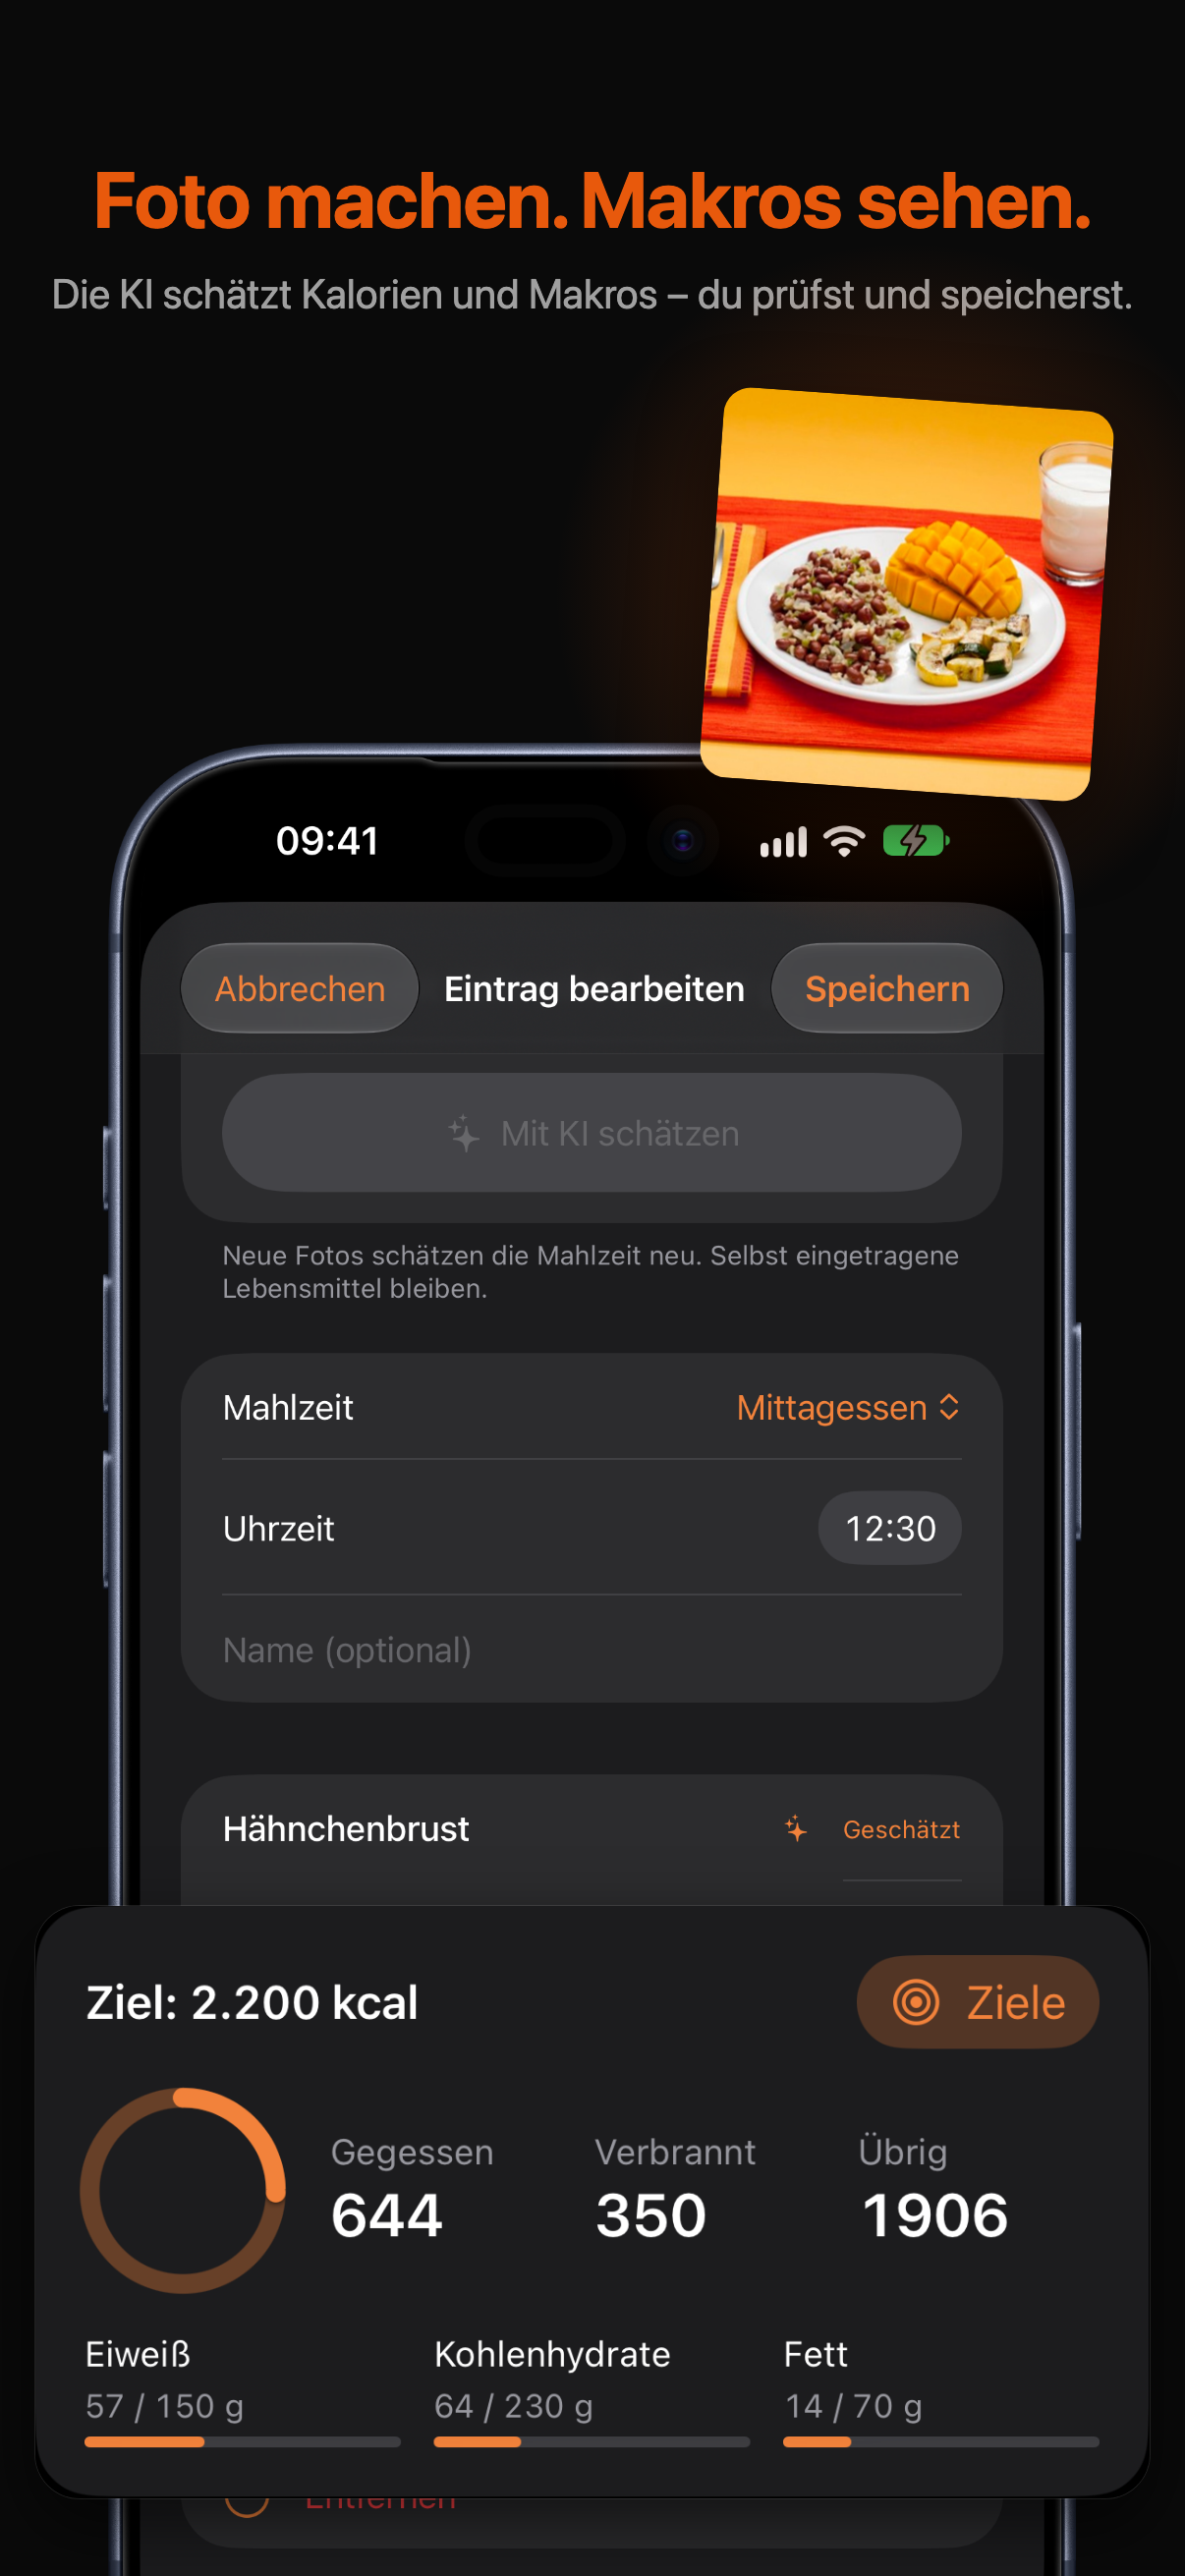 Foto machen. Makros sehen.
Die KI schätzt Kalorien und Makros – du prüfst und speicherst.
09:41
Abbrechen
Eintrag bearbeiten
Speichern
Mit KI schätzen
Neue Fotos schätzen die Mahlzeit neu. Selbst eingetragene
Lebensmittel bleiben.
Mahlzeit
Mittagessen
Uhrzeit
12:30
Name (optional)
Hähnchenbrust
Geschätzt
Ziel: 2.200 kcal
Ziele
Gegessen
Verbrannt
Übrig
644
350
1906
Eiweiß
Kohlenhydrate
Fett
57 / 150 g
64 / 230 g
14 / 70 g
Entfernen